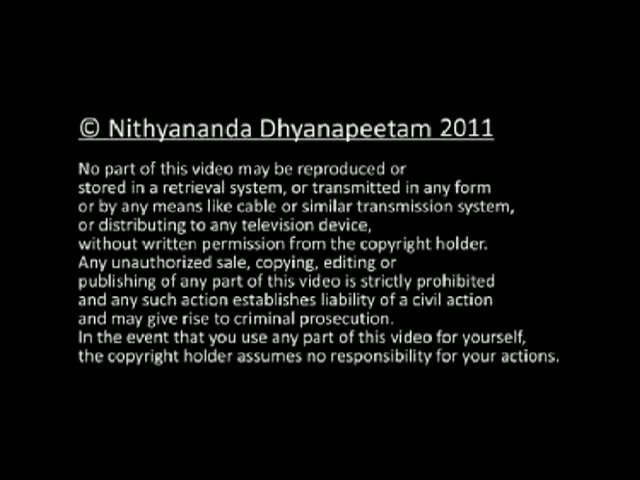 © Nithyananda Dhyanapeetam 2011
No part of this video may be reproduced or
stored in a retrieval system, or transmitted in any form
or by any means like cable or similar transmission system,
or distributing to any television device,
without written permission from the copyright holder.
Any unauthorized sale, copying, editing or
publishing of any part of this video is strictly prohibited
and any such action establishes liability of a civil action
and may give rise to criminal prosecution.
In the event that you use any part of this video for yourself,
the copyright holder assumes no responsibility for your actions.